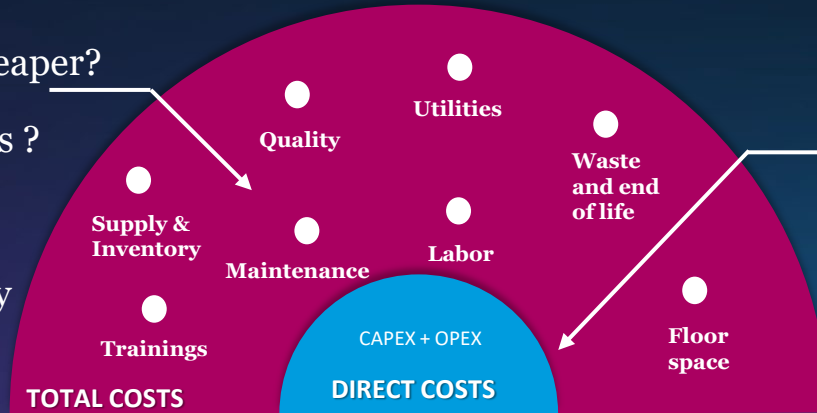 eaper?
s ?
y
Utilities
Quality
Waste
and end
of life
Supply &
Inventory
Labor
Maintenance
Trainings
Floor
space
CAPEX + OPEX
DIRECT COSTS
TOTAL COSTS